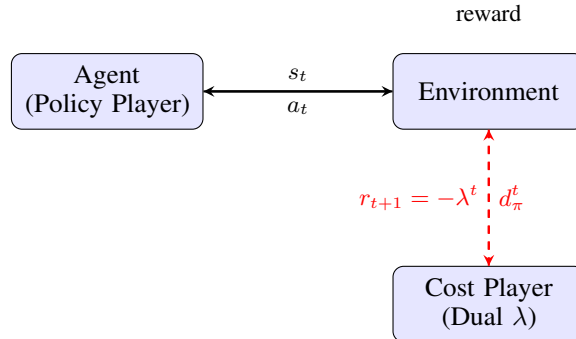 reward
Agent
(Policy Player)
s_t
a_t
Environment
r_{t+1} = −λ^t
d_π^t
Cost Player
(Dual λ)